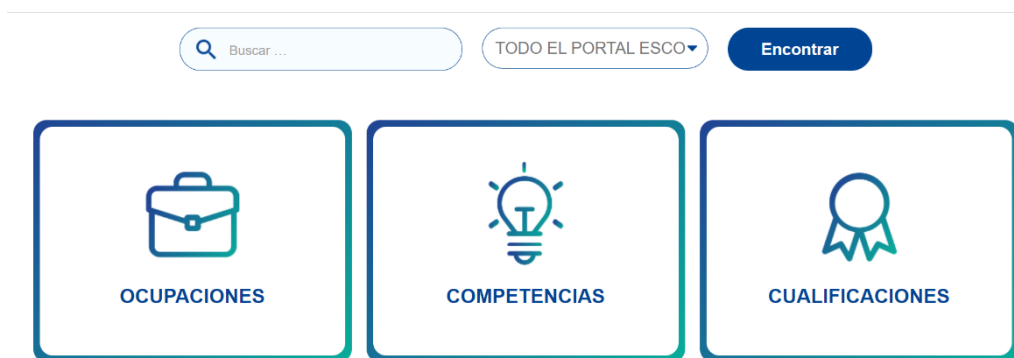 Buscar ...
TODO EL PORTAL ESCO
Encontrar
OCUPACIONES
COMPETENCIAS
CUALIFICACIONES